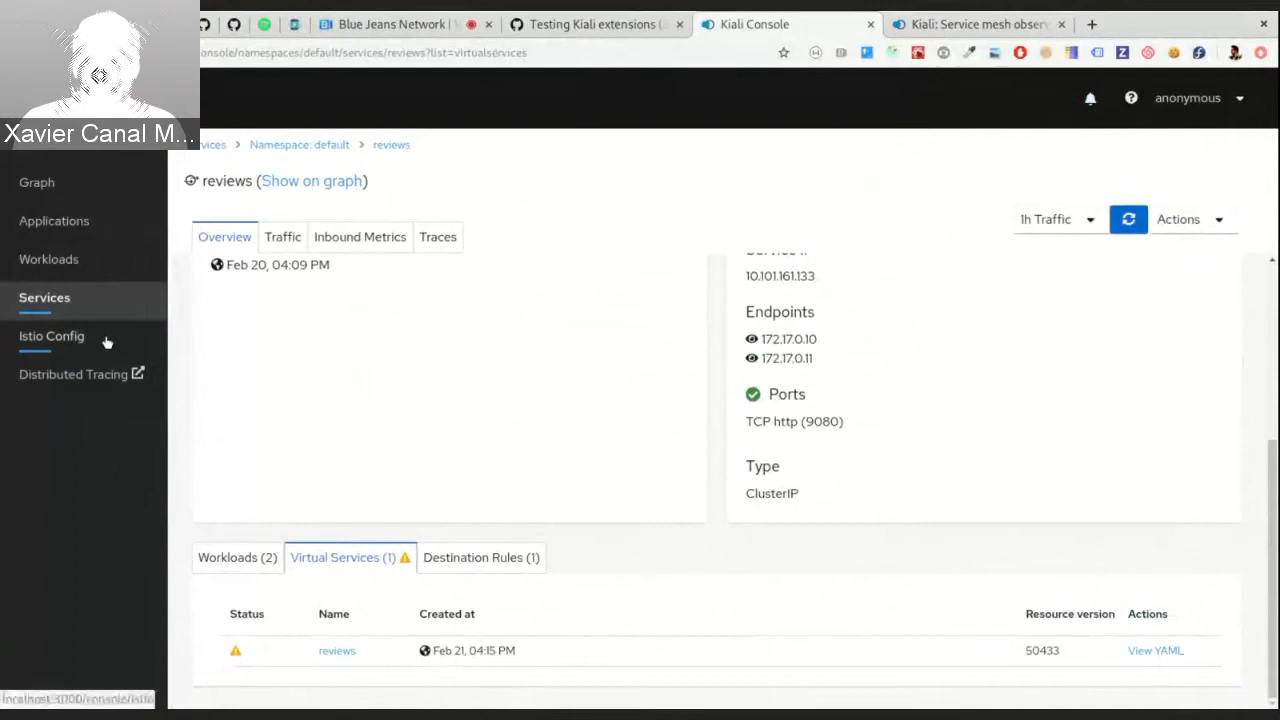 Blue Jeans Network |
Testing Kiali extensions (
Kiali Console
Kiali: Service mesh obser
onsole/namespaces/default/services/reviews?list=virtualservices
anonymous
Xavier Canal M...
vices > Namespace: default > reviews
reviews (Show on graph)
Graph
Applications
Workloads
Services
Istio Config
Distributed Tracing
1h Traffic
Actions
Overview
Traffic
Inbound Metrics
Traces
Feb 20, 04:09 PM
10.101.161.133
Endpoints
172.17.0.10
172.17.0.11
Ports
TCP http (9080)
Type
ClusterIP
Workloads (2)
Virtual Services (1)
Destination Rules (1)
Status Name Created at Resource version Actions
reviews Feb 21, 04:15 PM 50433 View YAML